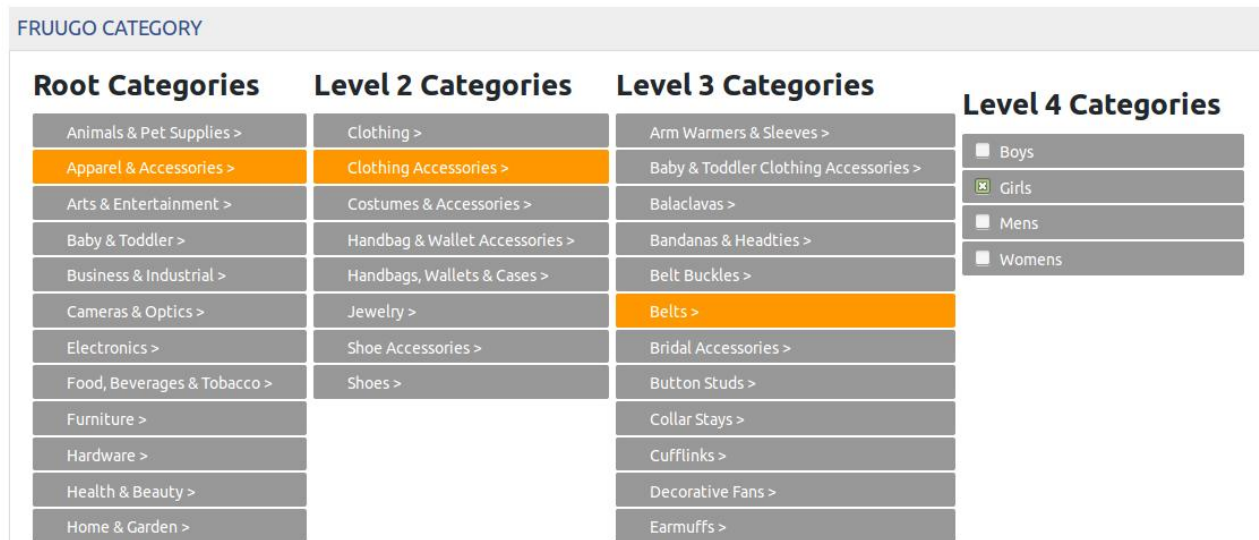 FRUUGO CATEGORY
Root Categories
Animals & Pet Supplies >
Apparel & Accessories >
Arts & Entertainment >
Baby & Toddler >
Business & Industrial >
Cameras & Optics >
Electronics >
Food, Beverages & Tobacco >
Furniture >
Hardware >
Health & Beauty >
Home & Garden >
Level 2 Categories
Clothing >
Clothing Accessories >
Costumes & Accessories >
Handbag & Wallet Accessories >
Handbags, Wallets & Cases >
Jewelry >
Shoe Accessories >
Shoes >
Level 3 Categories
Arm Warmers & Sleeves >
Baby & Toddler Clothing Accessories >
Balaclavas >
Bandanas & Headties >
Belt Buckles >
Belts >
Bridal Accessories >
Button Studs >
Collar Stays >
Cufflinks >
Decorative Fans >
Earmuffs >
Level 4 Categories
Boys
Girls
Mens
Womens